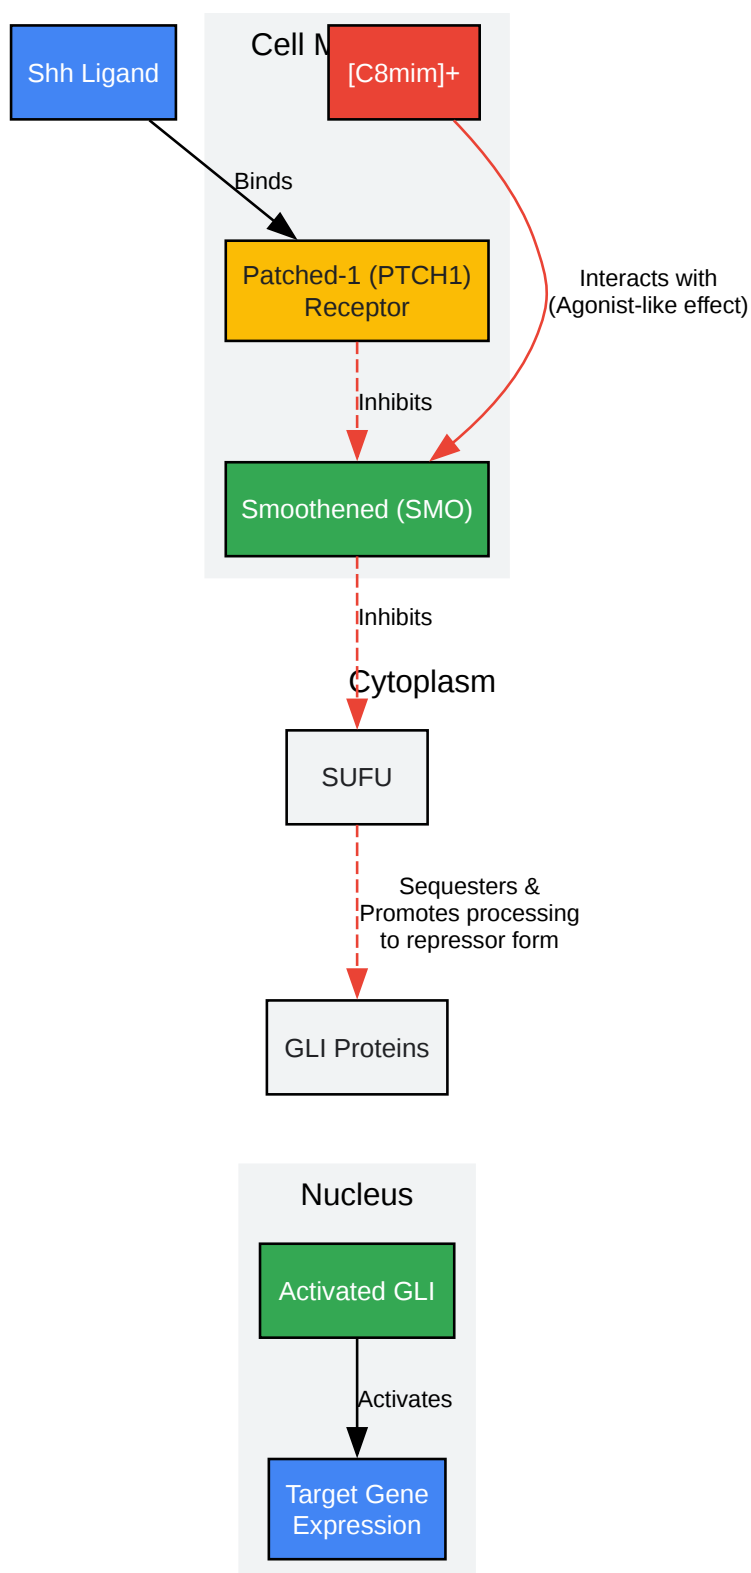 Shh Ligand
Cell
[C8mim]+
Binds
Patched-1 (PTCH1)
Receptor
Interacts with
(Agonist-like effect)
Inhibits
Smoothened (SMO)
Inhibits
Cytoplasm
SUFU
Sequesters &
Promotes processing
to repressor form
GLI Proteins
Nucleus
Activated GLI
Activates
Target Gene
Expression